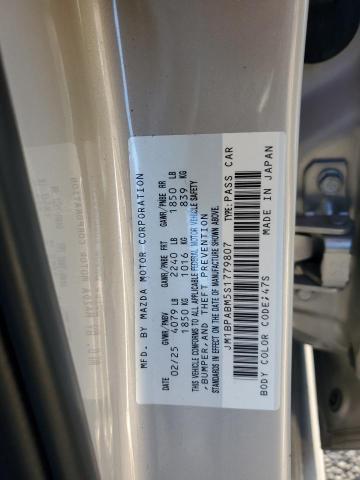 MFD. BY MAZDA MOTOR CORPORATION
DATE GVWR/PNBV GAWR/PNBE FRT GAWR/PNBE RR
02/25 4079 LB 2240 LB 1850 LB
1850 KG 1016 KG 839 KG
THIS VEHICLE CONFORMS TO ALL APPLICABLE FEDERAL MOTOR VEHICLE SAFETY
,BUMPER,AND THEFT PREVENTION STANDARDS IN EFFECT ON THE DATE OF MANUFACTURE SHOWN ABOVE.
JM1BPABM5S1779807 TYPE:PASS CAR
BODY COLOR CODE:47S MADE IN JAPAN